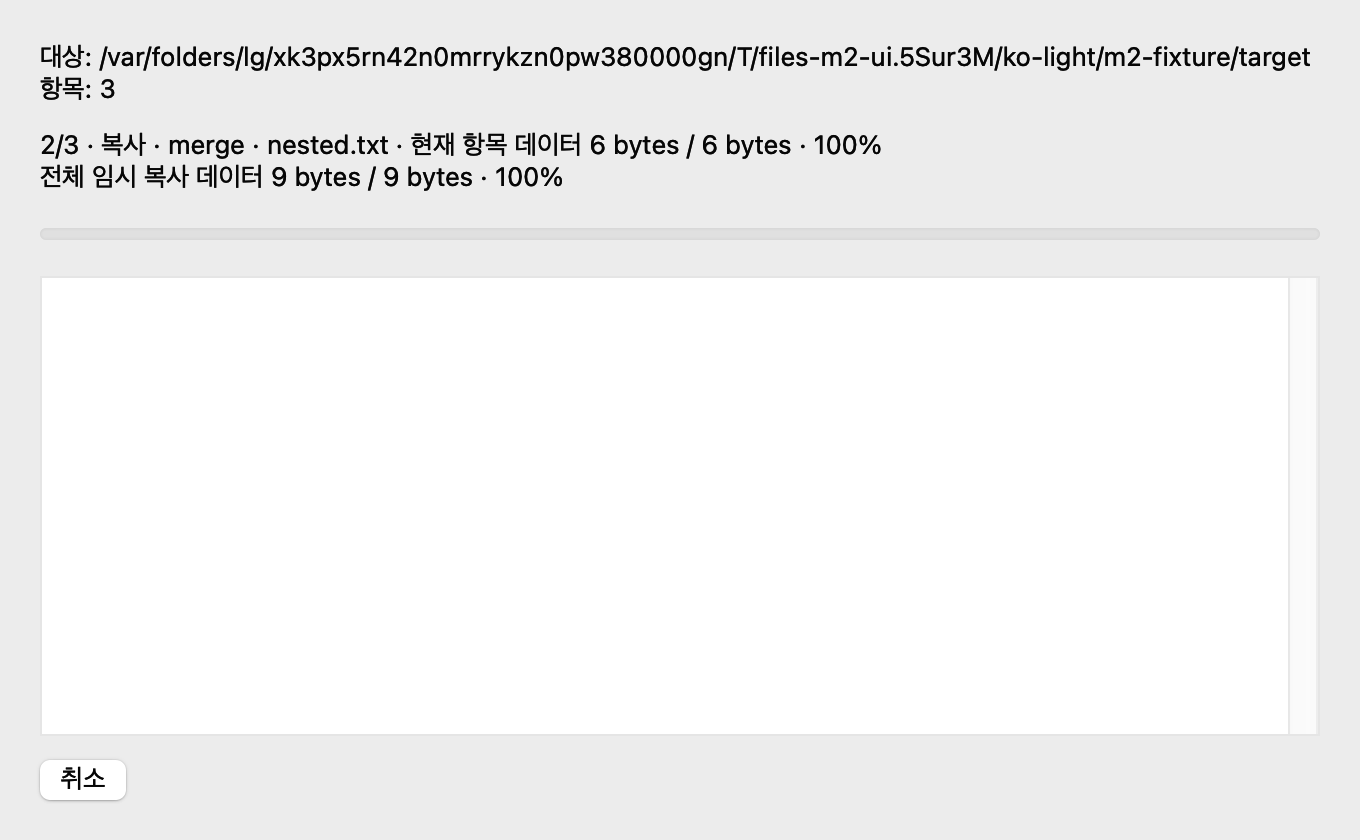 대상: /var/folders/lg/xk3px5rn42n0mrrykzn0pw380000gn/T/files-m2-ui.5Sur3M/ko-light/m2-fixture/target
항목: 3
2/3 · 복사 · merge · nested.txt · 현재 항목 데이터 6 bytes / 6 bytes · 100%
전체 임시 복사 데이터 9 bytes / 9 bytes · 100%
취소